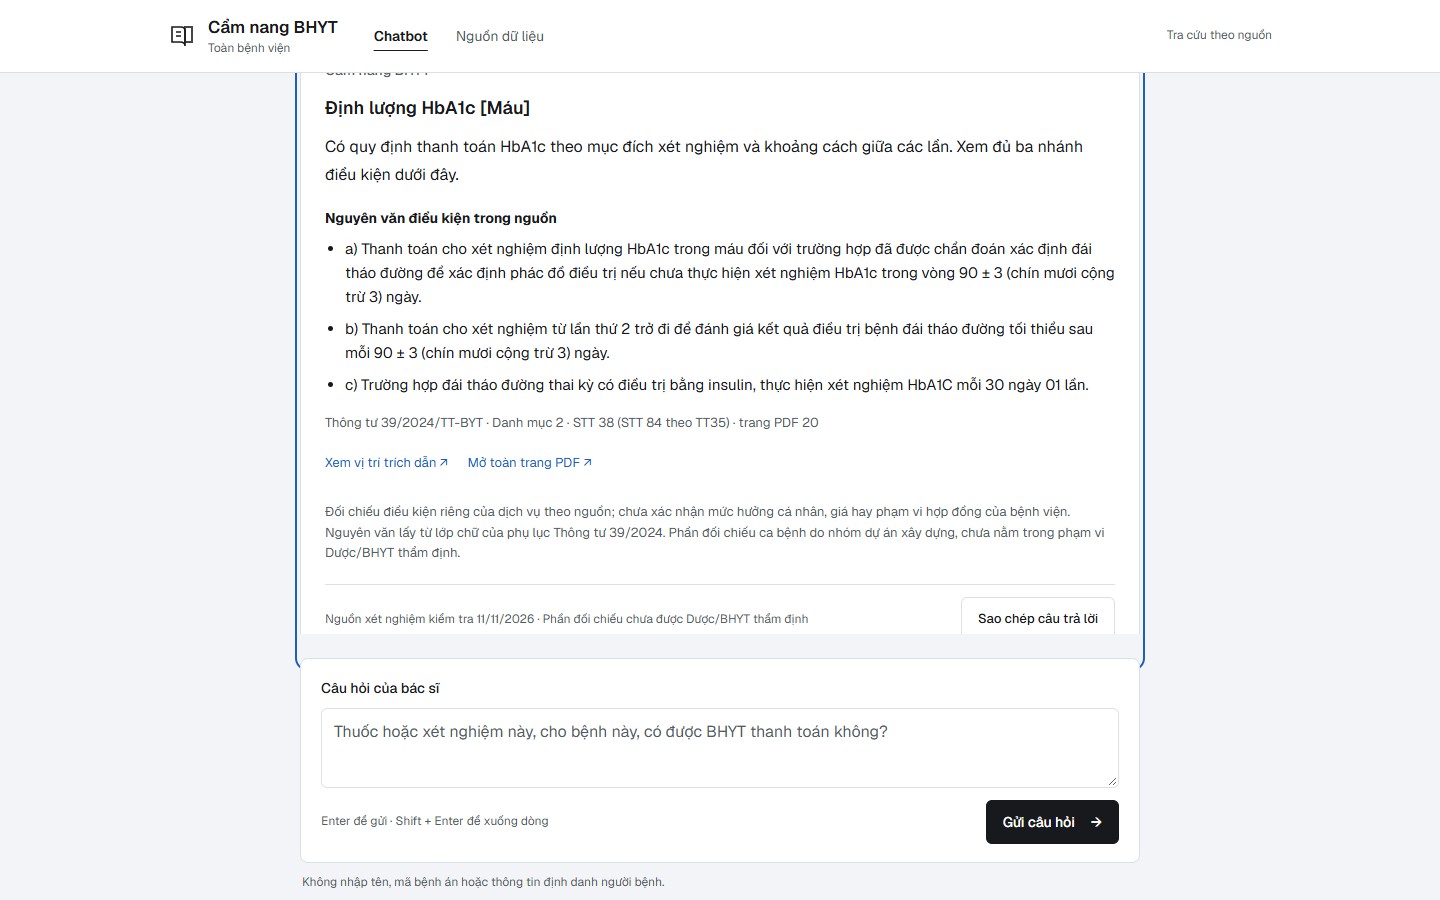 Cẩm nang BHYT
Toàn bệnh viện
Chatbot
Nguồn dữ liệu
Tra cứu theo nguồn
Cẩm nang BHYT
Định lượng HbA1c [Máu]
Có quy định thanh toán HbA1c theo mục đích xét nghiệm và khoảng cách giữa các lần. Xem đủ ba nhánh
điều kiện dưới đây.
Nguyên văn điều kiện trong nguồn
a) Thanh toán cho xét nghiệm định lượng HbA1c trong máu đối với trường hợp đã được chẩn đoán xác định đái
tháo đường để xác định phác đồ điều trị nếu chưa thực hiện xét nghiệm HbA1c trong vòng 90 ± 3 (chín mươi cộng
trừ 3) ngày.
b) Thanh toán cho xét nghiệm từ lần thứ 2 trở đi để đánh giá kết quả điều trị bệnh đái tháo đường tối thiểu sau
mỗi 90 ± 3 (chín mươi cộng trừ 3) ngày.
c) Trường hợp đái tháo đường thai kỳ có điều trị bằng insulin, thực hiện xét nghiệm HbA1C mỗi 30 ngày 01 lần.
Thông tư 39/2024/TT-BYT · Danh mục 2 · STT 38 (STT 84 theo TT35) · trang PDF 20
Xem vị trí trích dẫn ↗ Mở toàn trang PDF ↗
Đối chiếu điều kiện riêng của dịch vụ theo nguồn; chưa xác nhận mức hưởng cá nhân, giá hay phạm vi hợp đồng của bệnh viện.
Nguyên văn lấy từ lớp chữ của phụ lục Thông tư 39/2024. Phần đối chiếu ca bệnh do nhóm dự án xây dựng, chưa nằm trong phạm vi
Dược/BHYT thẩm định.
Nguồn xét nghiệm kiểm tra 11/11/2026 · Phần đối chiếu chưa được Dược/BHYT thẩm định
Sao chép câu trả lời
Câu hỏi của bác sĩ
Thuốc hoặc xét nghiệm này, cho bệnh này, có được BHYT thanh toán không?
Enter để gửi · Shift + Enter để xuống dòng
Gửi câu hỏi →
Không nhập tên, mã bệnh án hoặc thông tin định danh người bệnh.